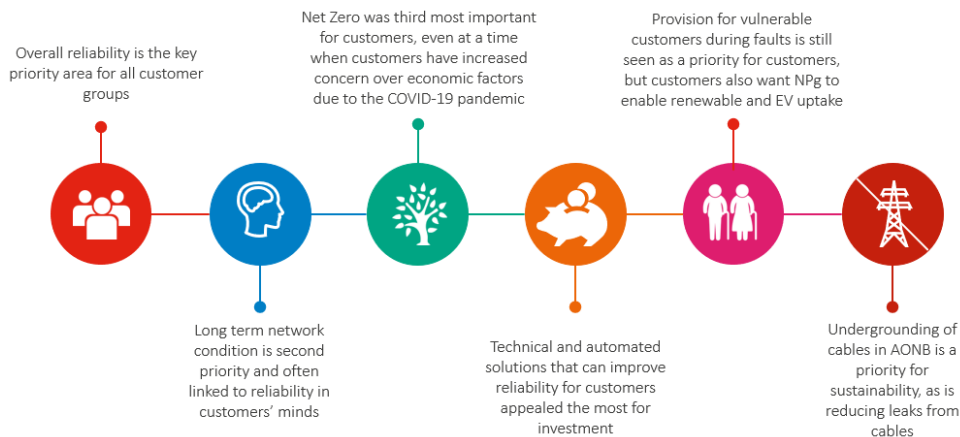 Overall reliability is the key
priority area for all customer
groups
Long term network
condition is second
priority and often
linked to reliability in
customers’ minds
Net Zero was third most important
for customers, even at a time
when customers have increased
concern over economic factors
due to the COVID-19 pandemic
Technical and automated
solutions that can improve
reliability for customers
appealed the most for
investment
Provision for vulnerable
customers during faults is still
seen as a priority for customers,
but customers also want NPg to
enable renewable and EV uptake
Undergrounding of
cables in AONB is a
priority for
sustainability, as is
reducing leaks from
cables